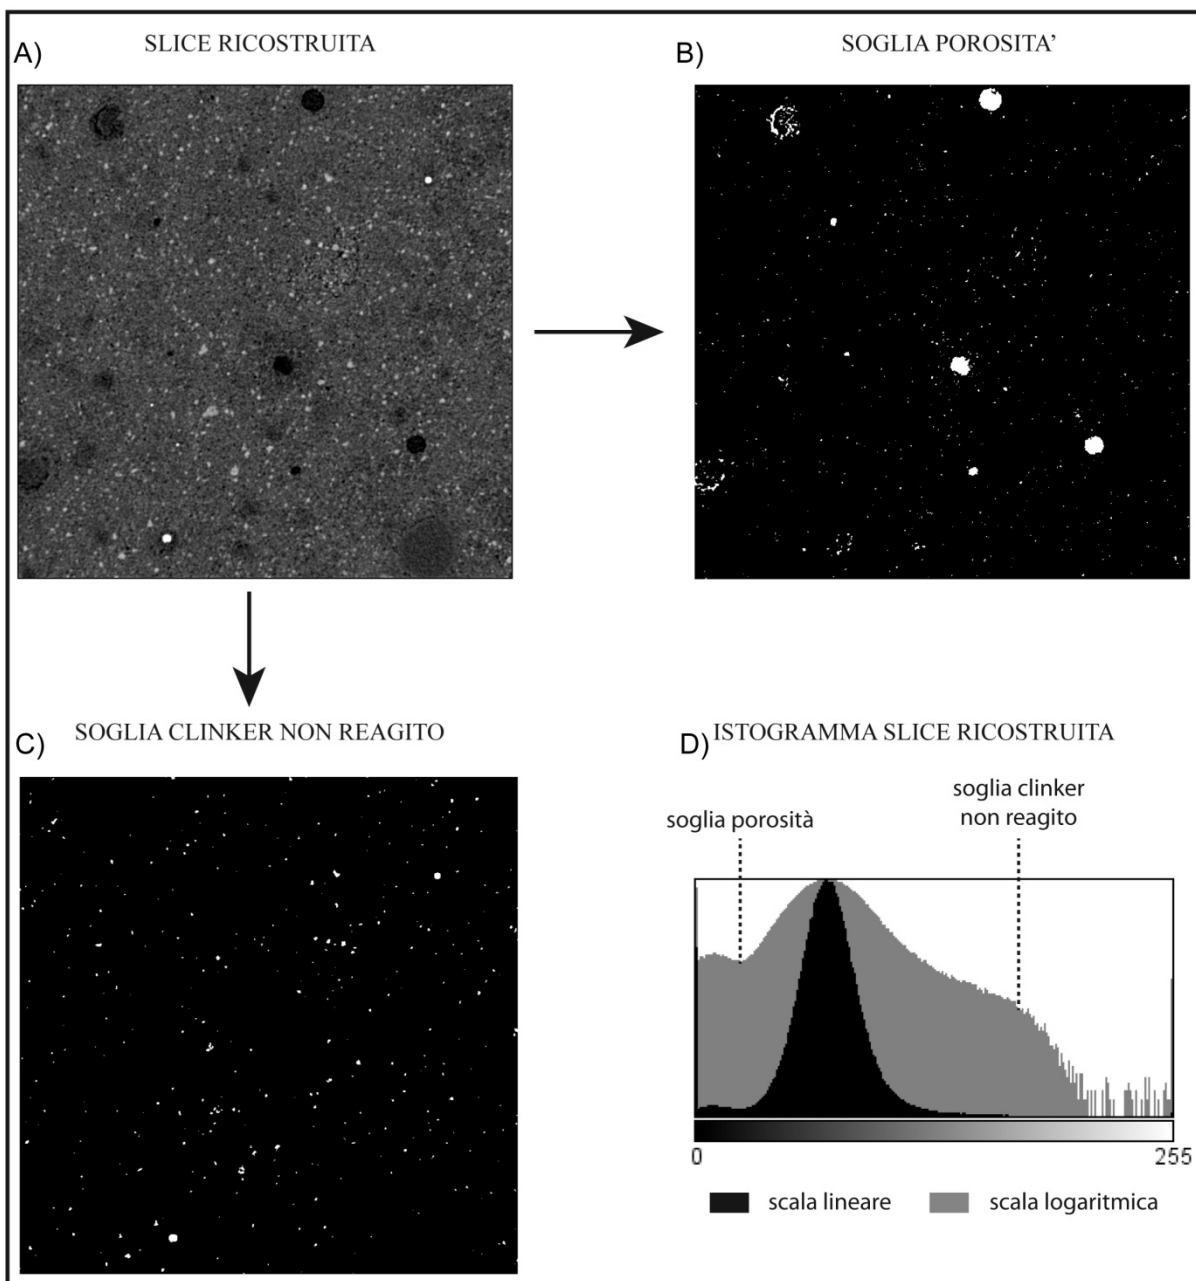 A) SLICE RICOSTRUITA
B) SOGLIA POROSITA'
C) SOGLIA CLINKER NON REAGITO
D) ISTOGRAMMA SLICE RICOSTRUITA
soglia porosità
soglia clinker
non reagito
0 255
scala lineare scala logaritmica